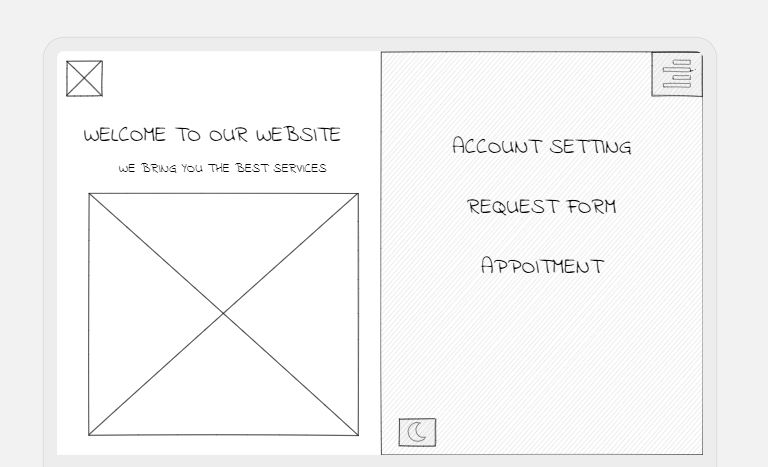 WELCOME TO OUR WEBSITE
WE BRING YOU THE BEST SERVICES
ACCOUNT SETTING
REQUEST FORM
APPOITMENT